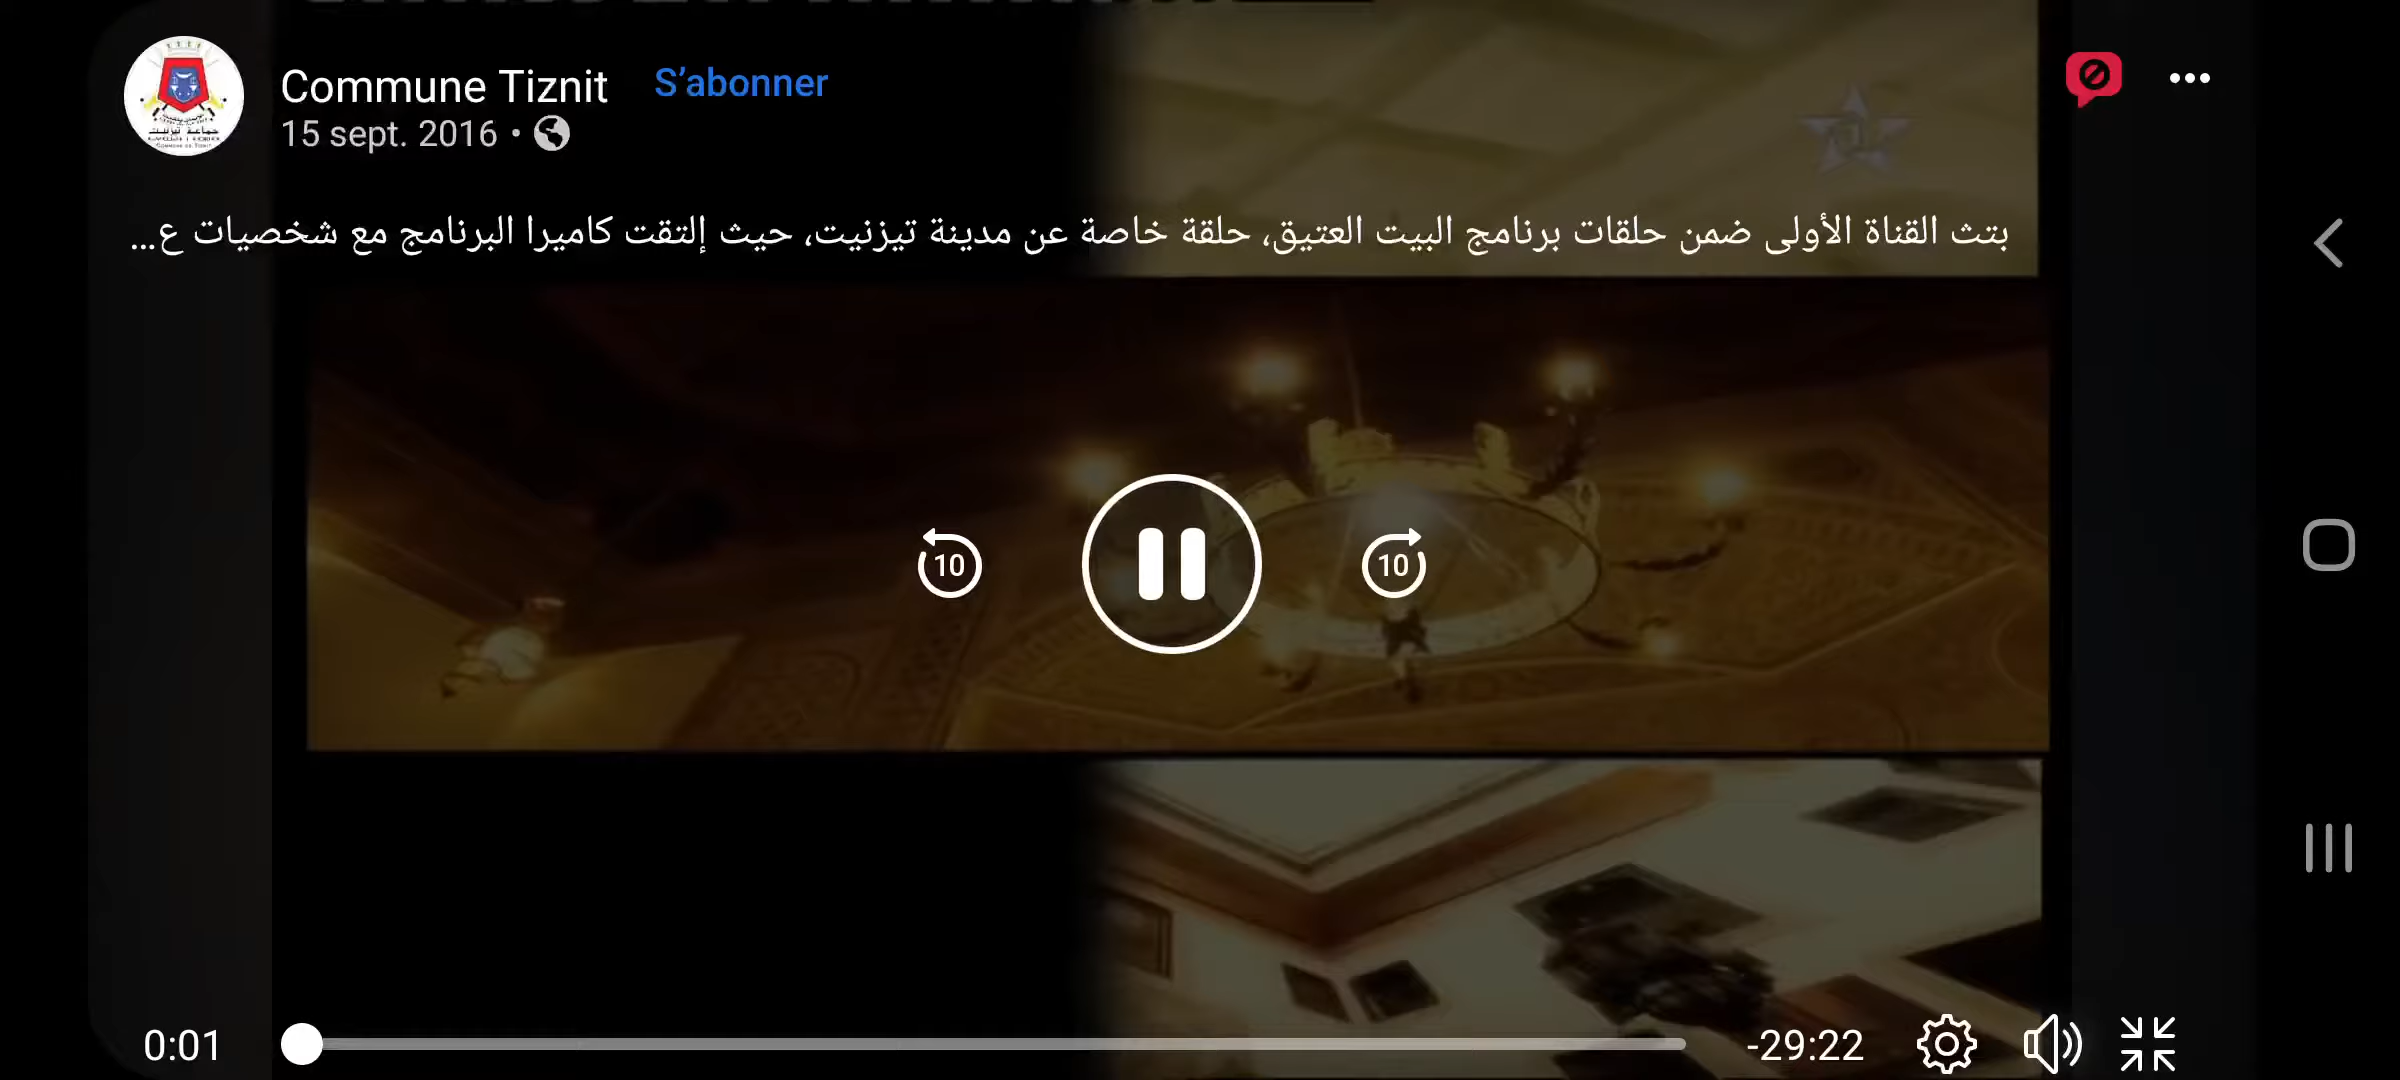 Commune Tiznit S'abonner
15 sept. 2016 •
بتث القناة الأولى ضمن حلقات برنامج البيت العتيق، حلقة خاصة عن مدينة تيزنيت، حيث إلتقت كاميرا البرنامج مع شخصيات ع...
10 10
0:01 -29:22